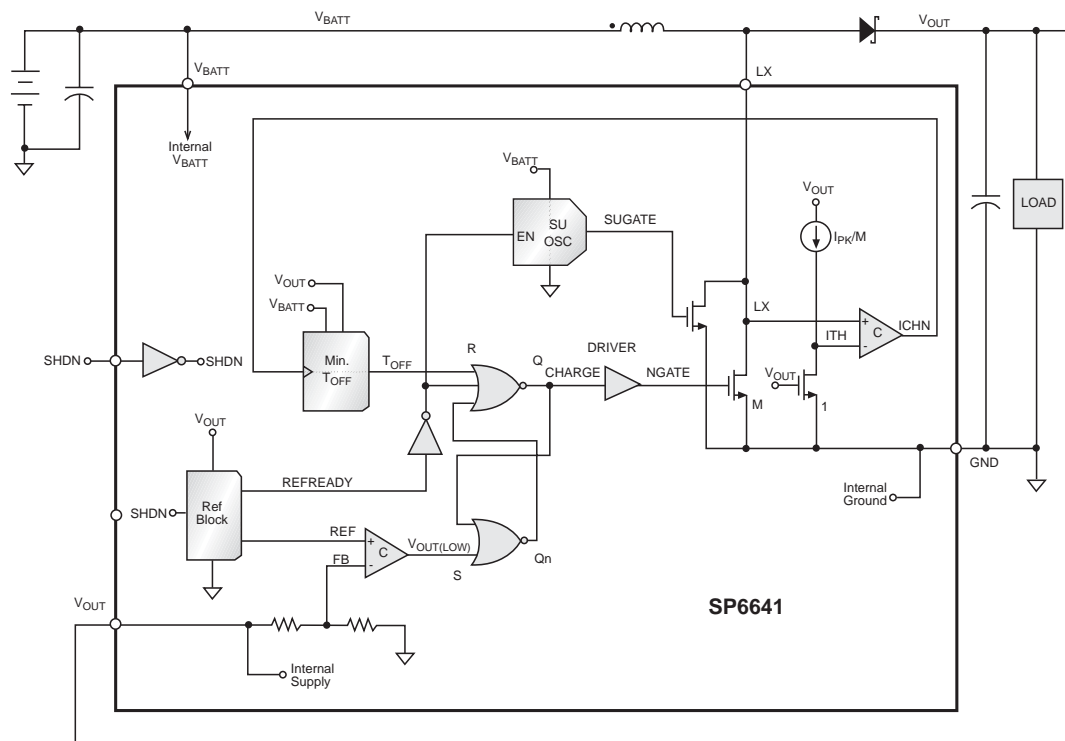 VBATT
VOUT
VBATT
LX
Internal
VBATT
VBATT
VOUT
SU
OSC
EN
SUGATE
IPK/M
LOAD
VOUT
VBATT
LX
+
C
-
ICHN
ITH
SHDN
SHDN
Min.
TOFF
TOFF
R
Q
DRIVER
CHARGE
NGATE
VOUT
M
1
VOUT
REFREADY
GND
Internal
Ground
SHDN
Ref
Block
REF
+
C
-
FB
VOUT(LOW)
S
Qn
VOUT
SP6641
Internal
Supply